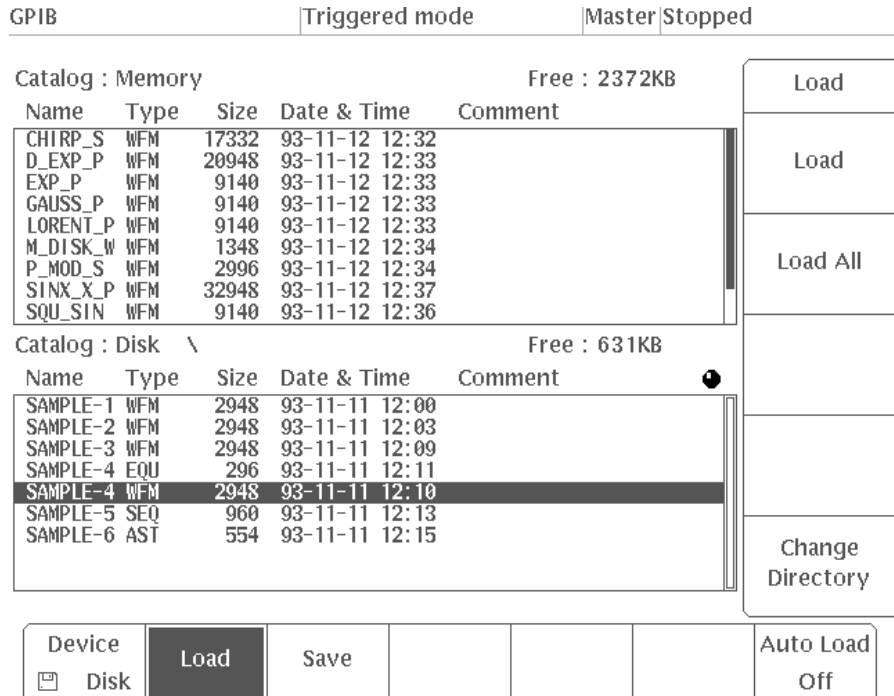 GPIB Triggered mode Master Stopped
Catalog : Memory Free : 2372KB
Name Type Size Date & Time Comment
CHIRP_S WFM 17332 93-11-12 12:32
D_EXP_P WFM 20948 93-11-12 12:33
EXP_P WFM 9140 93-11-12 12:33
GAUSS_P WFM 9140 93-11-12 12:33
LORENT_P WFM 9140 93-11-12 12:33
M_DISK_W WFM 1348 93-11-12 12:34
P_MOD_S WFM 2996 93-11-12 12:34
SINX_X_P WFM 32948 93-11-12 12:37
SQU_SIN WFM 9140 93-11-12 12:36
Catalog : Disk \ Free : 631KB
Name Type Size Date & Time Comment
SAMPLE-1 WFM 2948 93-11-11 12:00
SAMPLE-2 WFM 2948 93-11-11 12:03
SAMPLE-3 WFM 2948 93-11-11 12:09
SAMPLE-4 EQU 296 93-11-11 12:11
SAMPLE-4 WFM 2948 93-11-11 12:10
SAMPLE-5 SEQ 960 93-11-11 12:13
SAMPLE-6 AST 554 93-11-11 12:15
Load
Load
Load All
Change
Directory
Device
Disk
Load
Save
Auto Load
Off